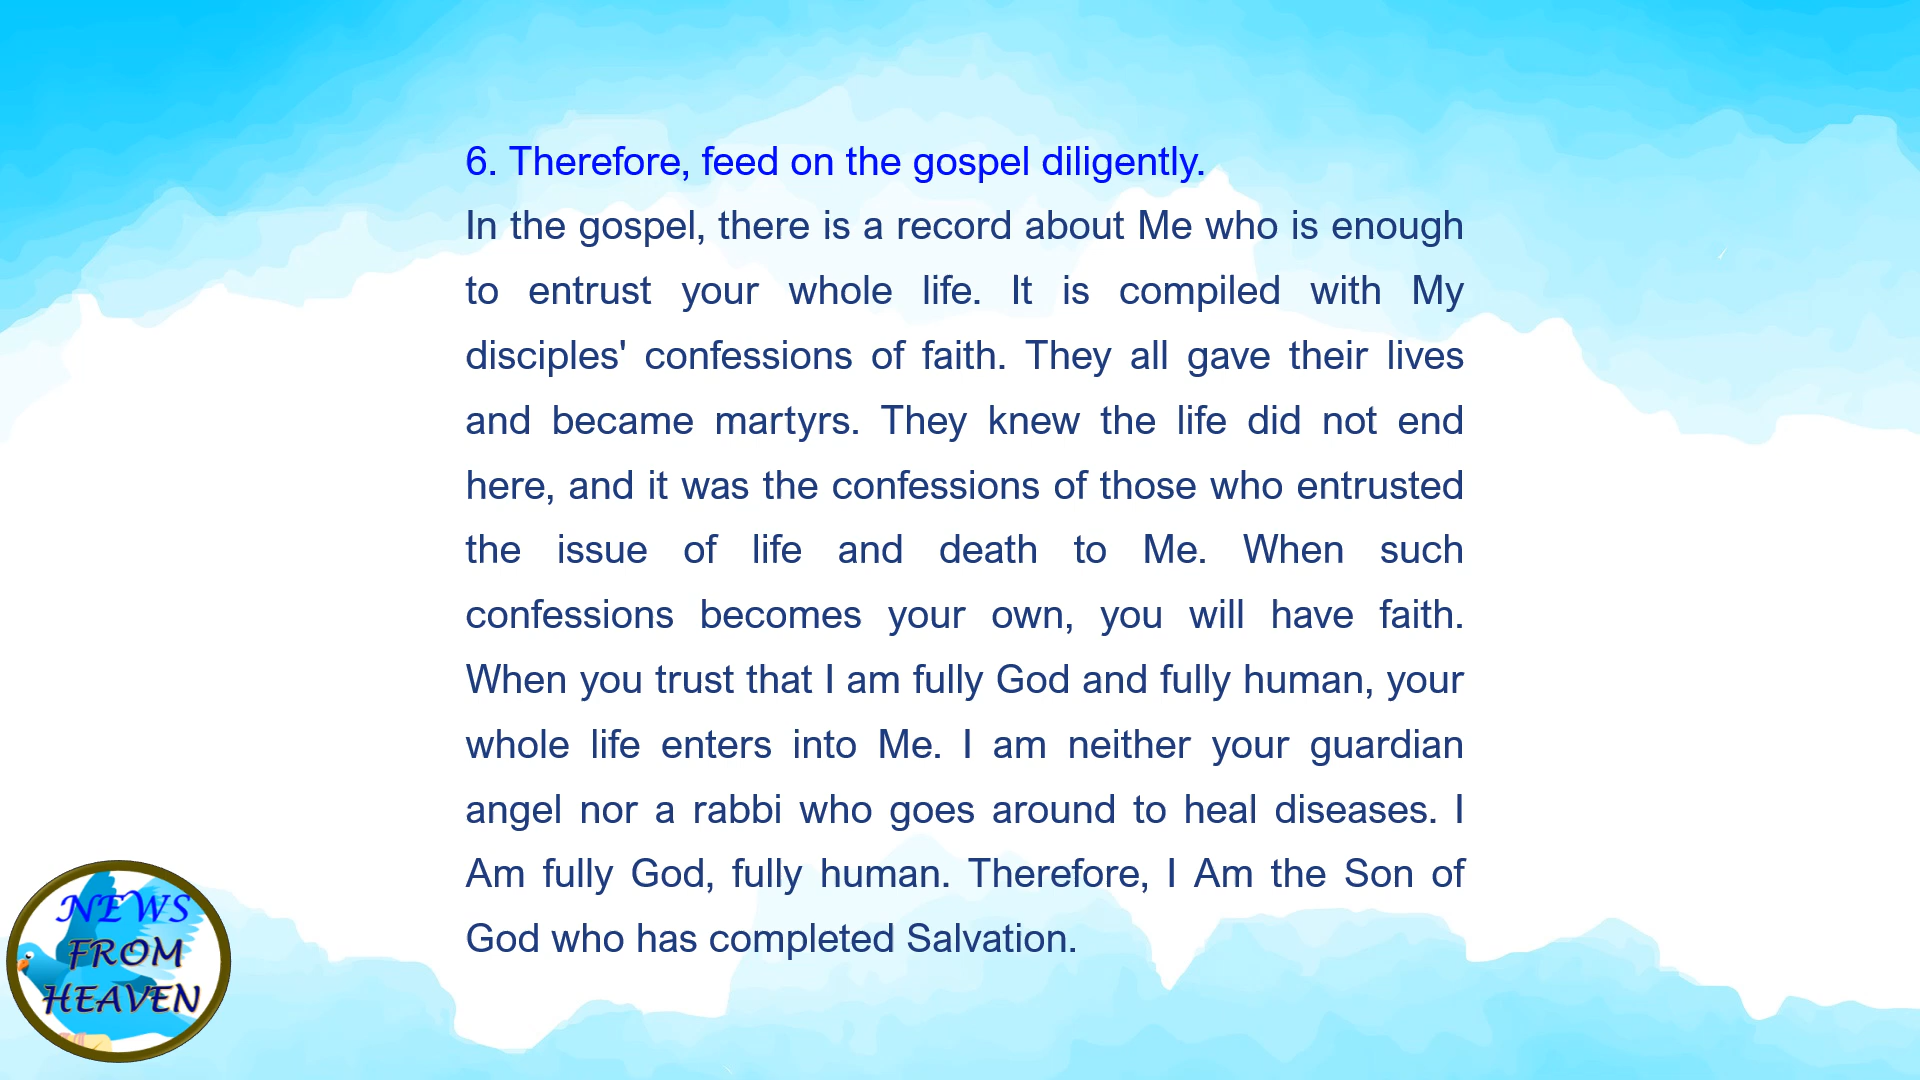 6. Therefore, feed on the gospel diligently.
In the gospel, there is a record about Me who is enough
to entrust your whole life. It is compiled with My
disciples' confessions of faith. They all gave their lives
and became martyrs. They knew the life did not end
here, and it was the confessions of those who entrusted
the issue of life and death to Me. When such
confessions becomes your own, you will have faith.
When you trust that I am fully God and fully human, your
whole life enters into Me. I am neither your guardian
angel nor a rabbi who goes around to heal diseases. I
Am fully God, fully human. Therefore, I Am the Son of
God who has completed Salvation.
NEWS
FROM
HEAVEN